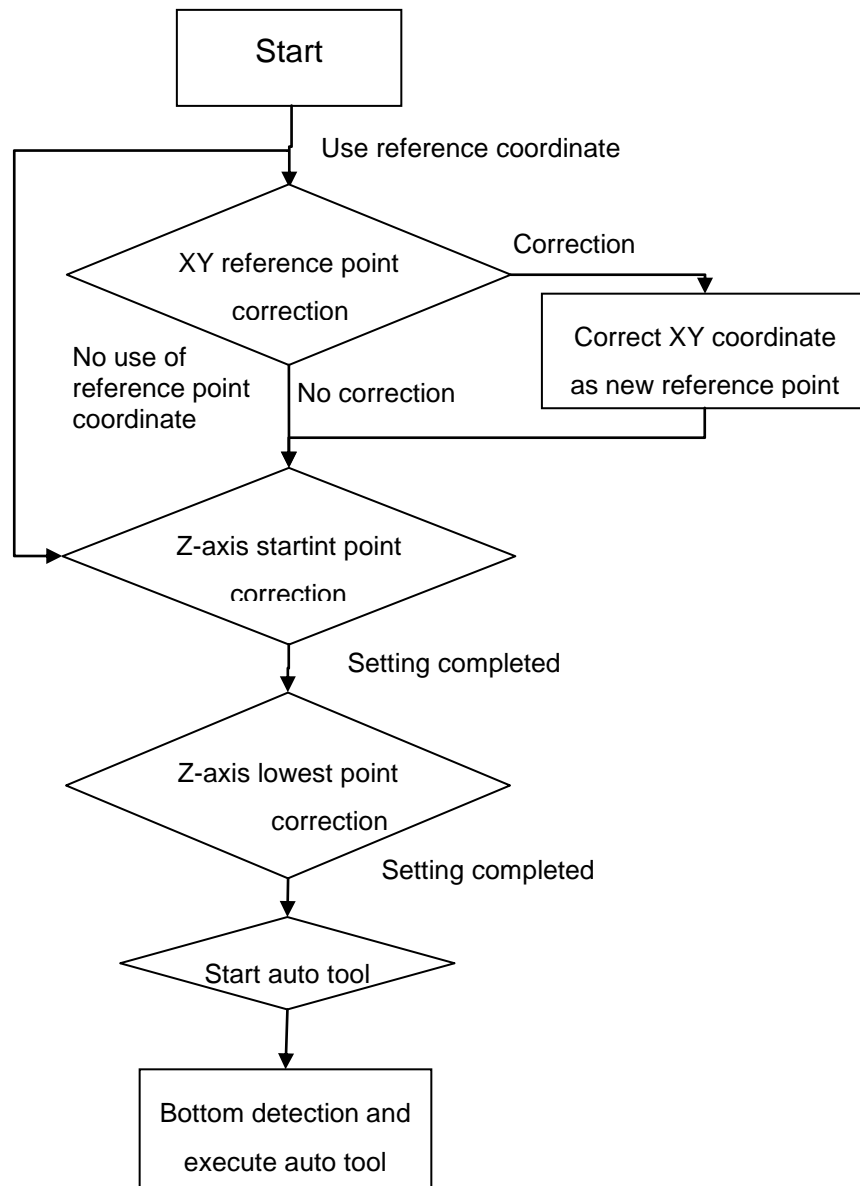 Start
Use reference coordinate
XY reference point
correction
Correction
Correct XY coordinate
as new reference point
No use of
reference point
coordinate
No correction
Z-axis startint point
correction
Setting completed
Z-axis lowest point
correction
Setting completed
Start auto tool
Bottom detection and
execute auto tool